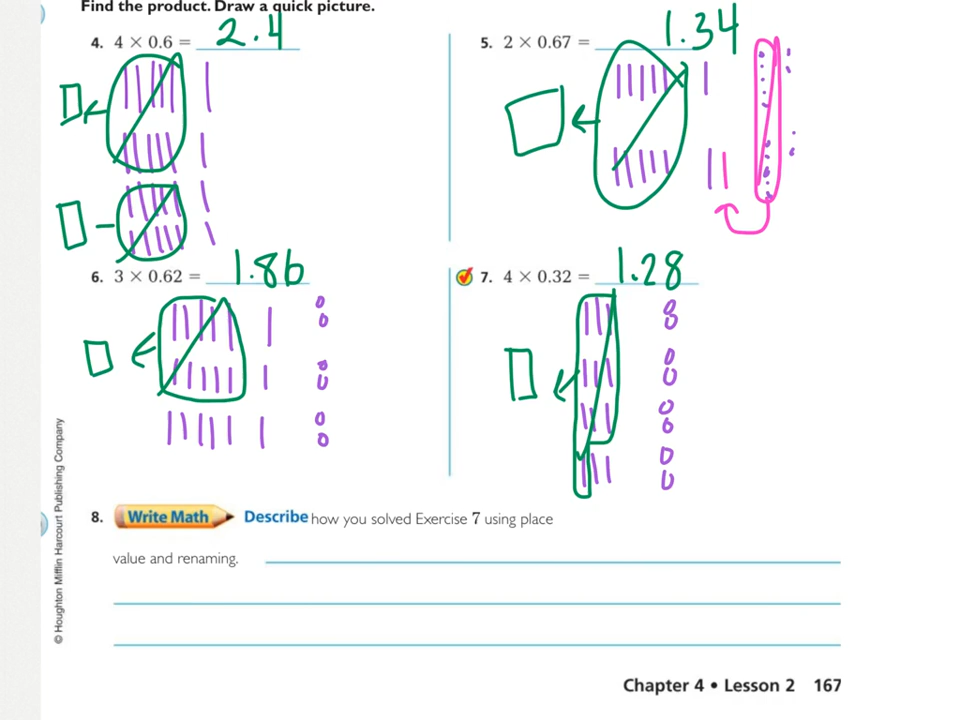 Find the product. Draw a quick picture.
4. 4 × 0.6 = 2.4
5. 2 × 0.67 = 1.34
6. 3 × 0.62 = 1.86
7. 4 × 0.32 = 1.28
8. Write Math Describe how you solved Exercise 7 using place
value and renaming.
© Houghton Mifflin Harcourt Publishing Company
Chapter 4 • Lesson 2 167